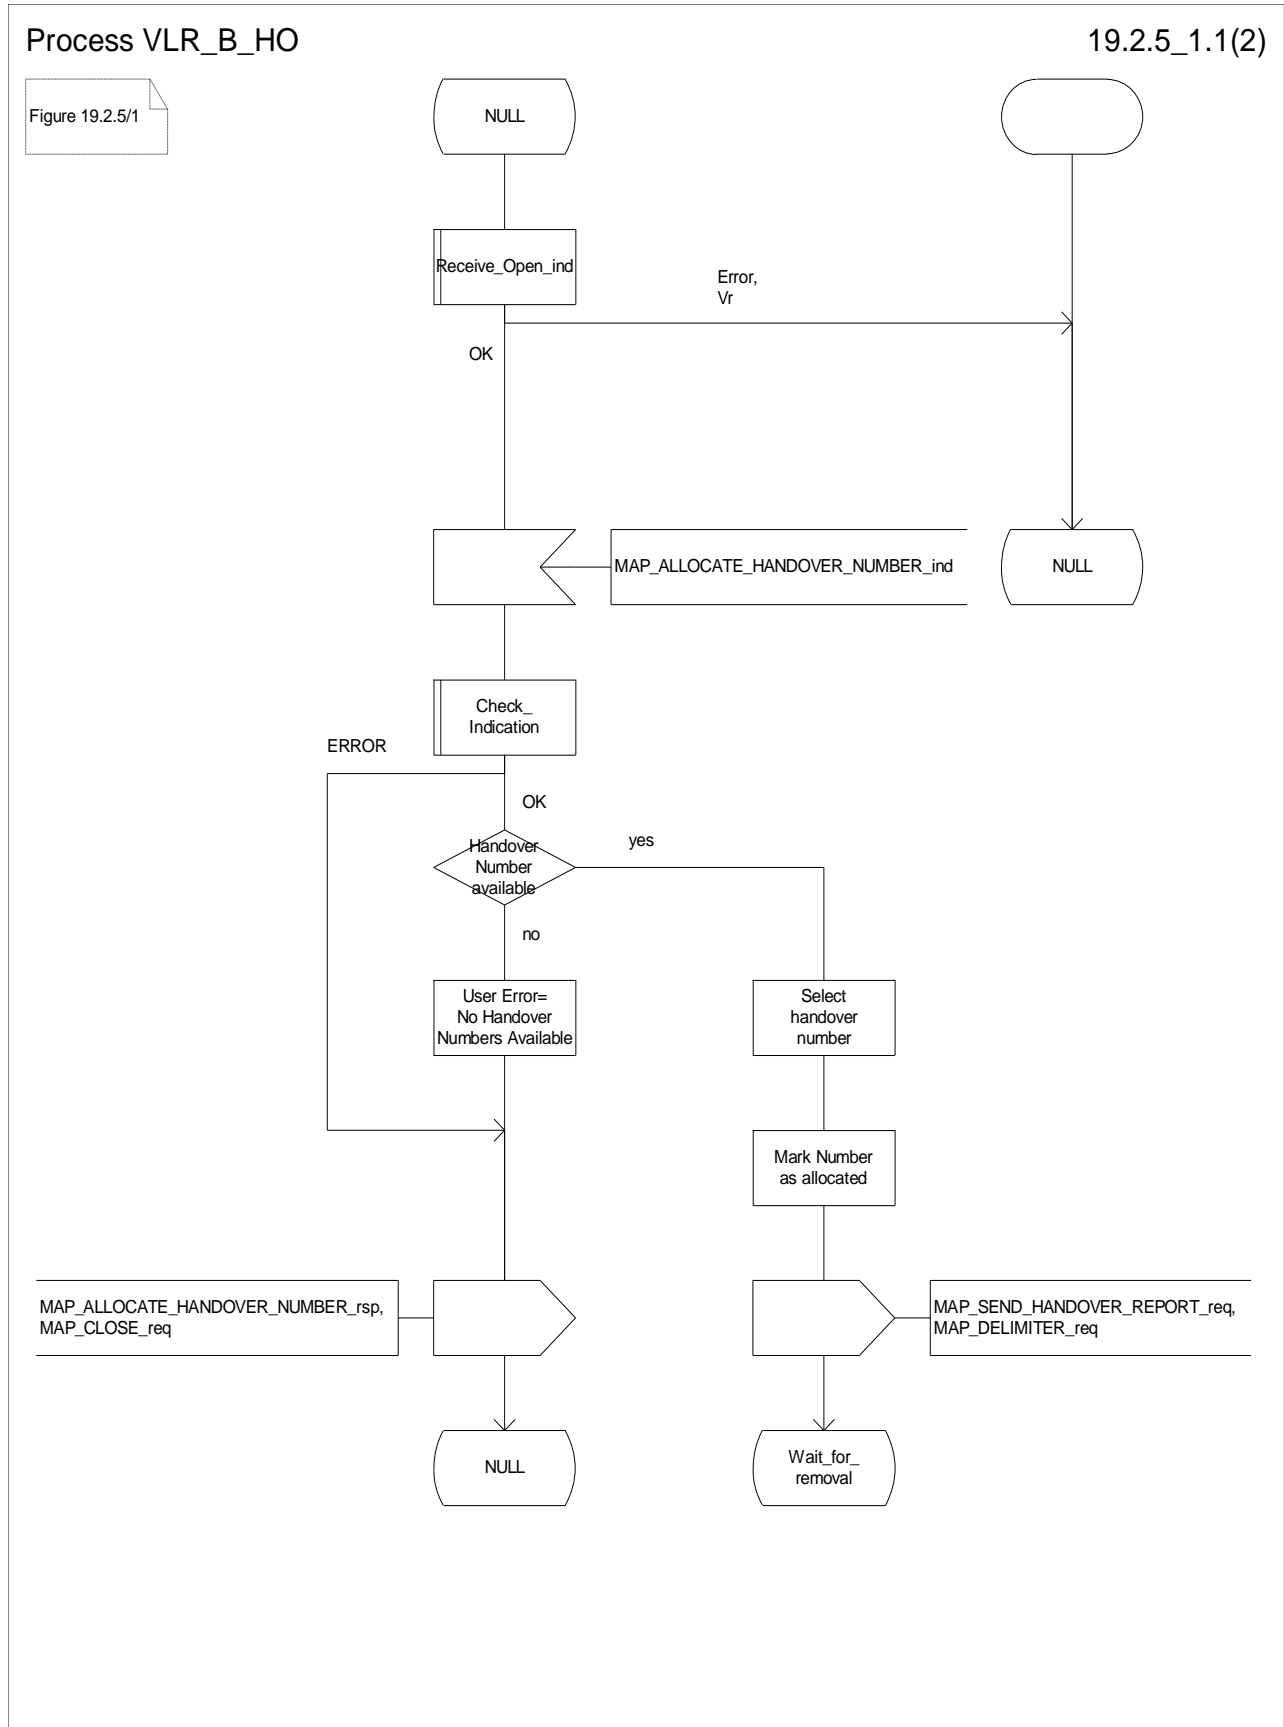 Process VLR_B_HO
19.2.5_1.1(2)
Figure 19.2.5/1
NULL
Receive_Open_ind
Error,
Vr
OK
MAP_ALLOCATE_HANDOVER_NUMBER_ind
NULL
Check_
Indication
ERROR
OK
Handover
Number
available
yes
no
User Error=
No Handover
Numbers Available
Select
handover
number
Mark Number
as allocated
MAP_ALLOCATE_HANDOVER_NUMBER_rsp,
MAP_CLOSE_req
MAP_SEND_HANDOVER_REPORT_req,
MAP_DELIMITER_req
NULL
Wait_for_
removal